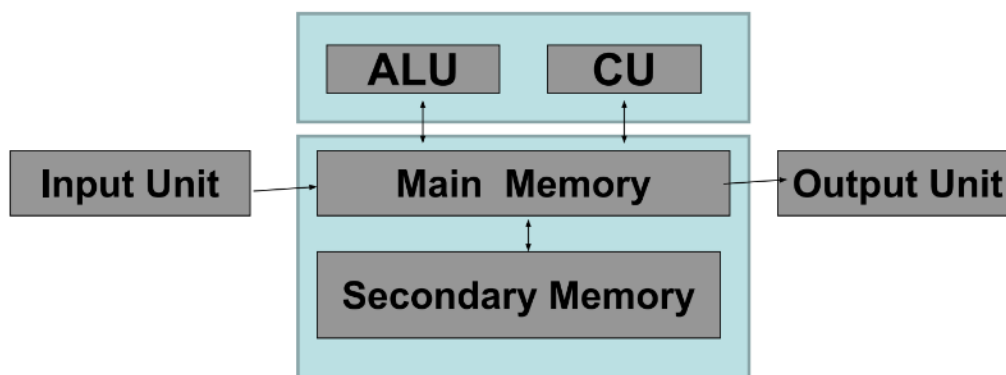 ALU
CU
Input Unit
Main Memory
Output Unit
Secondary Memory